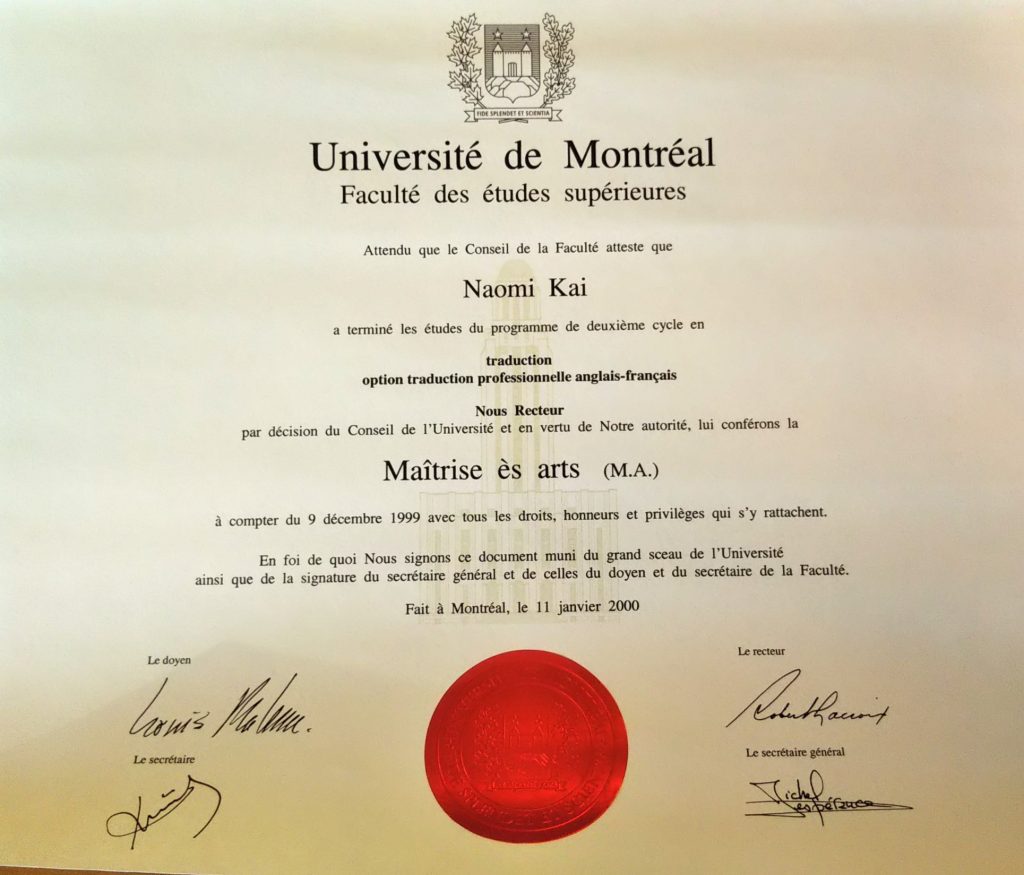 FIDE SPLENDET ET SCIENTIA
Université de Montréal
Faculté des études supérieures
Attendu que le Conseil de la Faculté atteste que
Naomi Kai
a terminé les études du programme de deuxième cycle en
traduction
option traduction professionnelle anglais-français
Nous Recteur
par décision du Conseil de l'Université et en vertu de Notre autorité, lui conférons la
Maîtrise ès arts (M.A.)
à compter du 9 décembre 1999 avec tous les droits, honneurs et privilèges qui s'y rattachent.
En foi de quoi Nous signons ce document muni du grand sceau de l'Université
ainsi que de la signature du secrétaire général et de celles du doyen et du secrétaire de la Faculté.
Fait à Montréal, le 11 janvier 2000
Le doyen
Louis
Le secrétaire
Le recteur
Robert Lacroix
Le secrétaire général
Michel
Lespérance